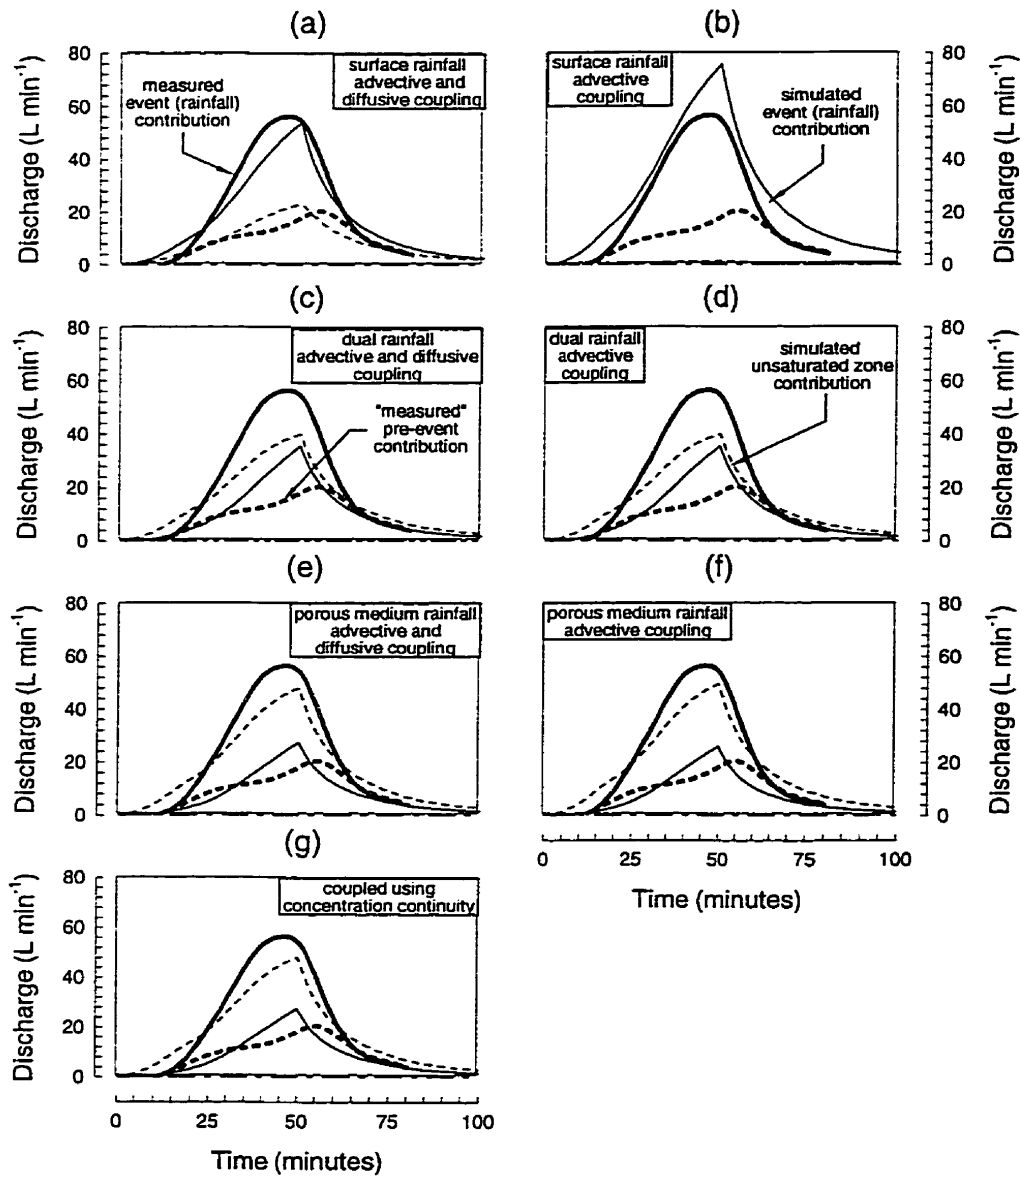 (a)
80
60
40
20
0
Discharge (L min⁻¹)
surface rainfall
advective and
diffusive coupling
measured
event (rainfall)
contribution
(b)
surface rainfall
advective
coupling
simulated
event (rainfall)
contribution
80
60
40
20
0
Discharge (L min⁻¹)
(c)
80
60
40
20
0
Discharge (L min⁻¹)
dual rainfall
advective and diffusive
coupling
"measured"
pre-event
contribution
(d)
dual rainfall
advective
coupling
simulated
unsaturated zone
contribution
80
60
40
20
0
Discharge (L min⁻¹)
(e)
80
60
40
20
0
Discharge (L min⁻¹)
porous medium rainfall
advective and
diffusive coupling
(f)
porous medium rainfall
advective coupling
80
60
40
20
0
Discharge (L min⁻¹)
0 25 50 75 100
Time (minutes)
(g)
80
60
40
20
0
Discharge (L min⁻¹)
coupled using
concentration continuity
0 25 50 75 100
Time (minutes)